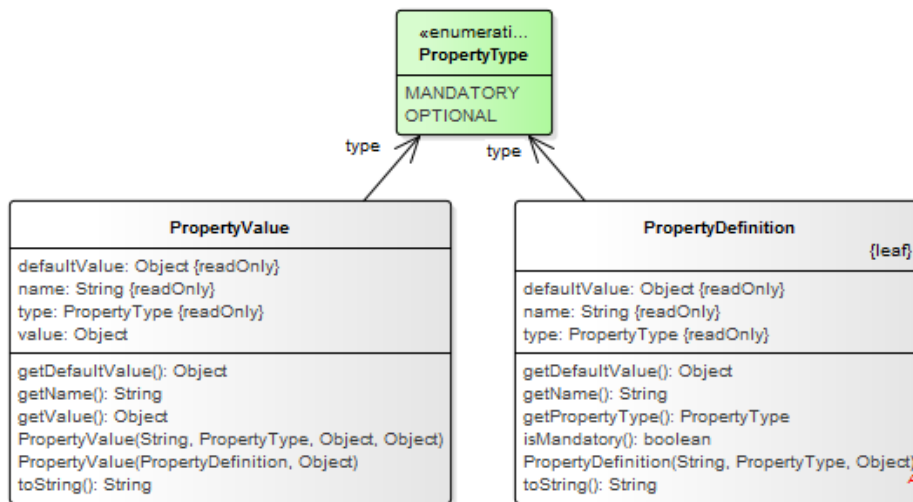 «enumerati...
PropertyType
MANDATORY
OPTIONAL
type
type
PropertyValue
defaultValue: Object {readOnly}
name: String {readOnly}
type: PropertyType {readOnly}
value: Object
getDefaultValue(): Object
getName(): String
getValue(): Object
PropertyValue(String, PropertyType, Object, Object)
PropertyValue(PropertyDefinition, Object)
toString(): String
PropertyDefinition
{leaf}
defaultValue: Object {readOnly}
name: String {readOnly}
type: PropertyType {readOnly}
getDefaultValue(): Object
getName(): String
getPropertyType(): PropertyType
isMandatory(): boolean
PropertyDefinition(String, PropertyType, Object)
toString(): String